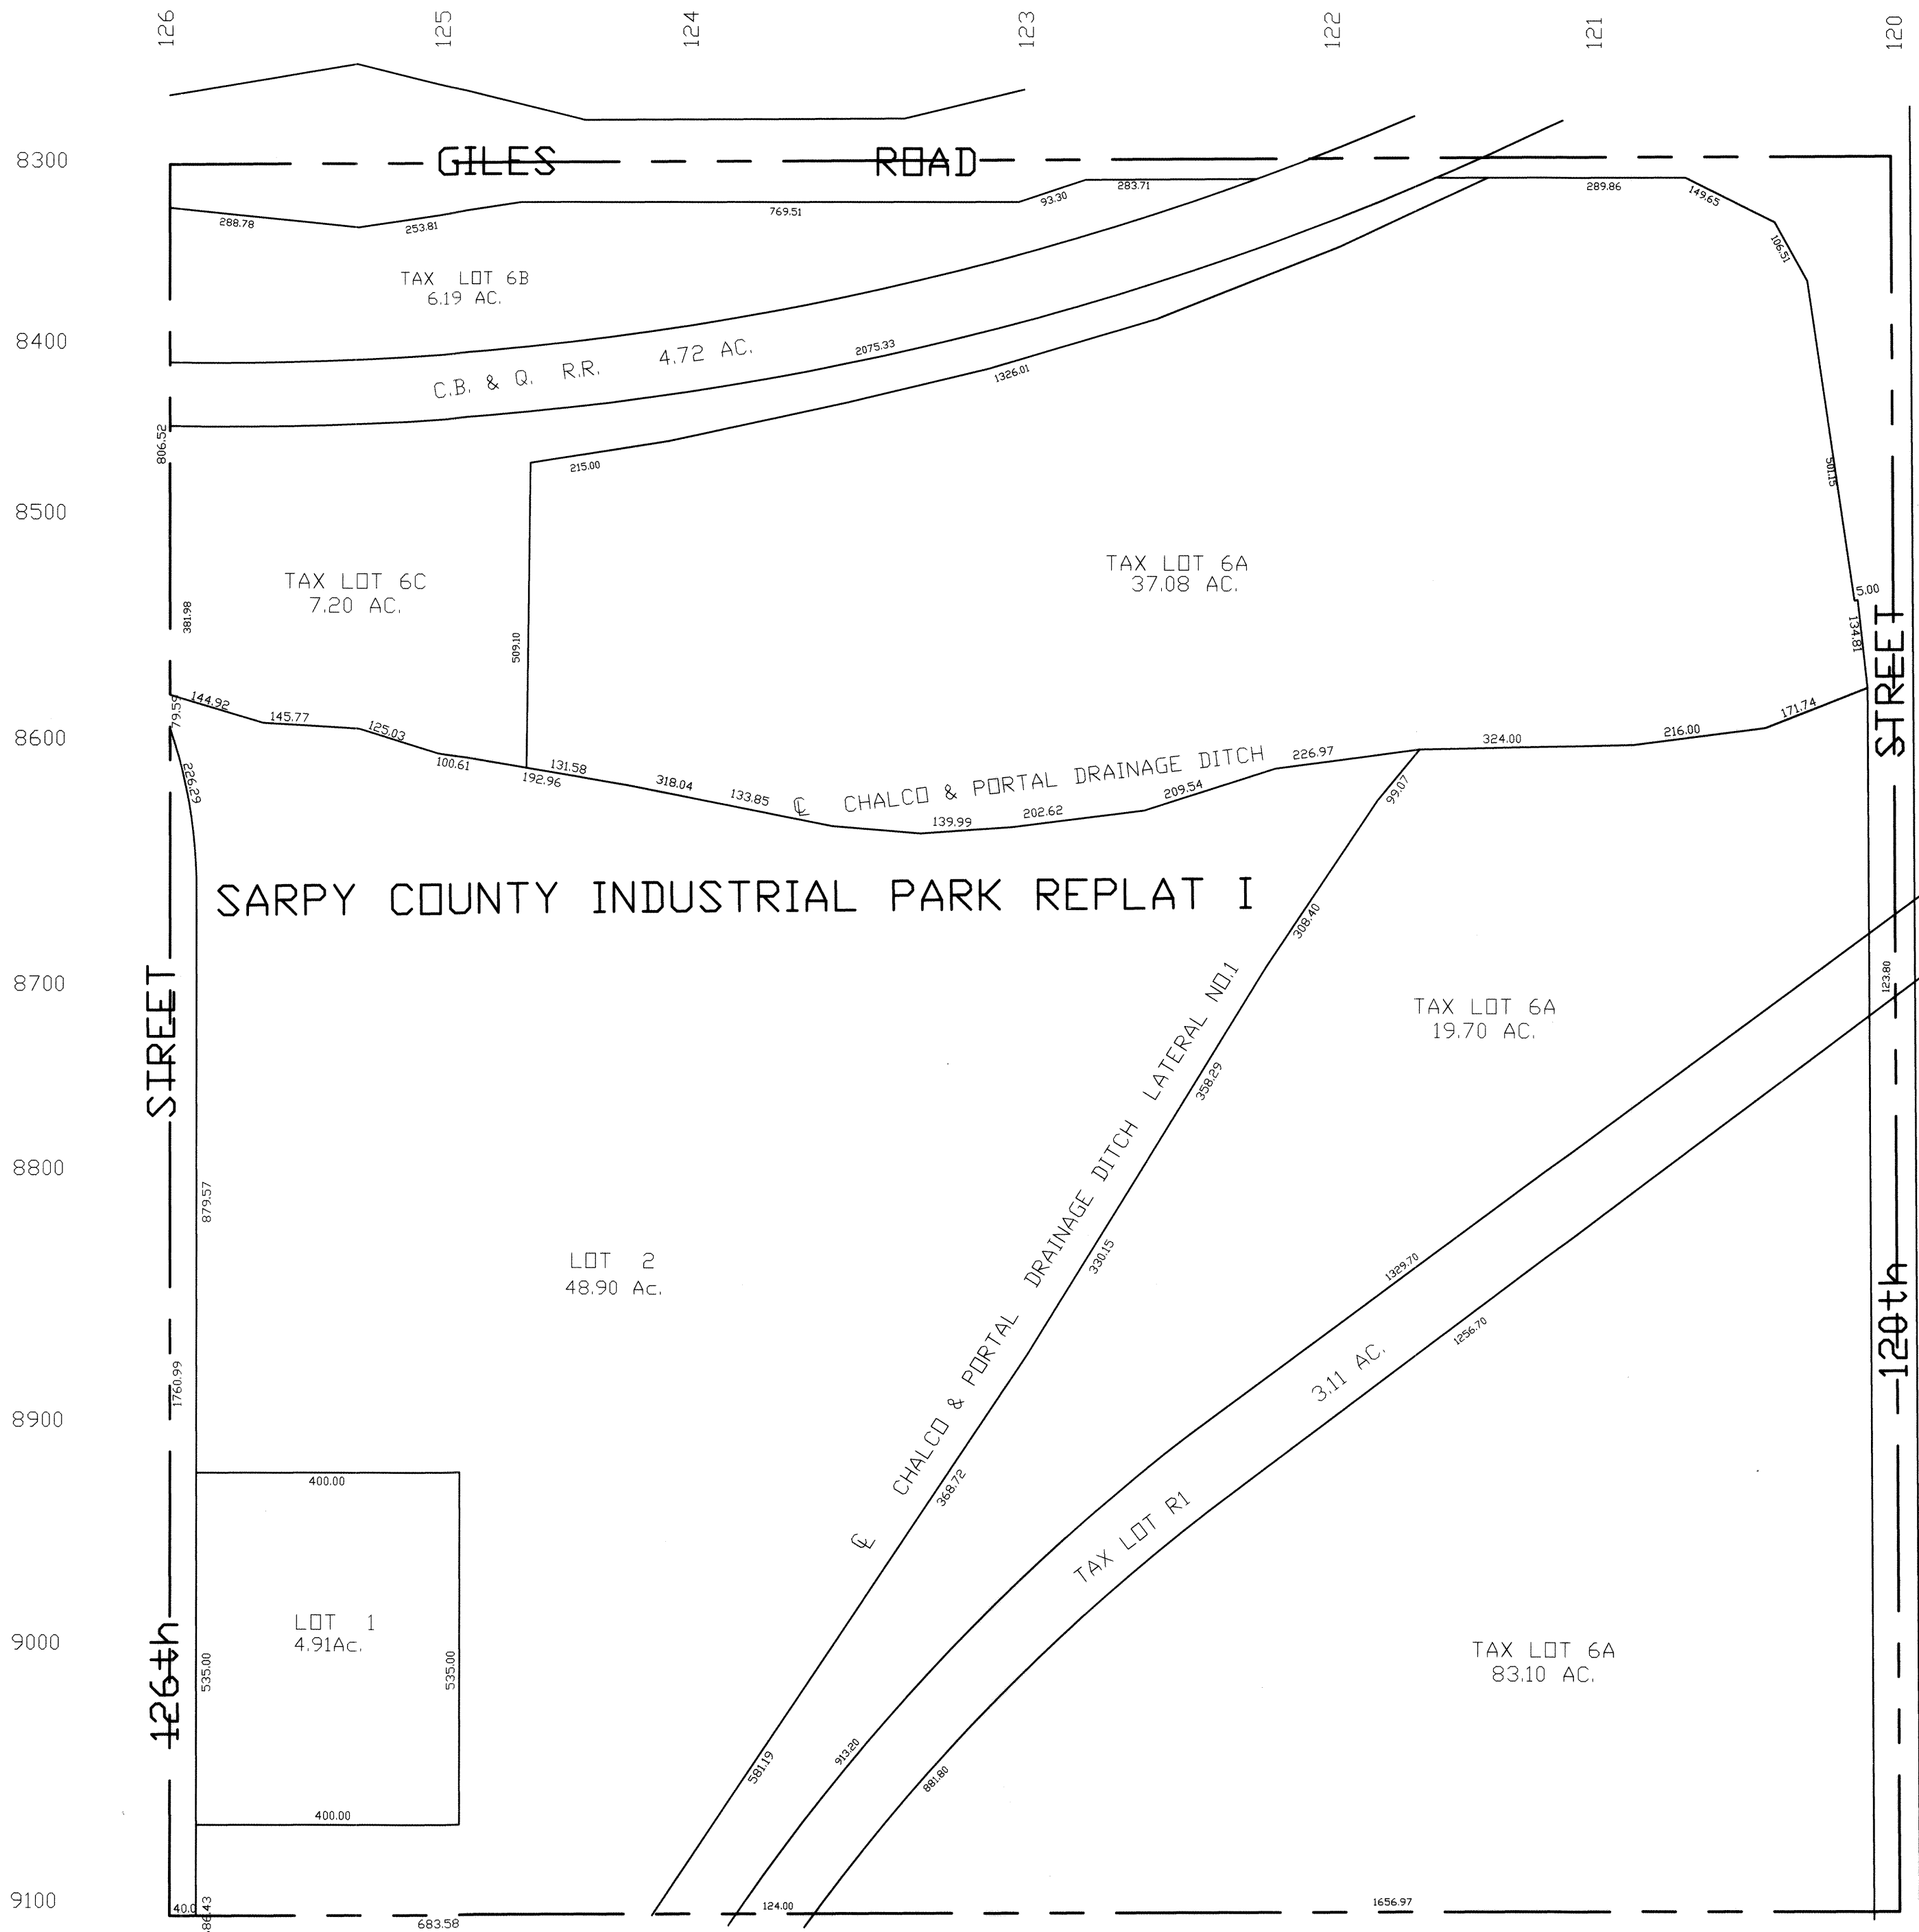 126 125 124 123 122 121 120
8300
GILES ROAD
283.71
93.30
289.86
149.65
288.78
253.81
769.51
106.51
TAX LOT 6B
6.19 AC.
8400
C.B. & Q. R.R. 4.72 AC.
2075.33
1326.01
806.52
215.00
501.15
8500
TAX LOT 6C
7.20 AC.
TAX LOT 6A
37.08 AC.
5.00
381.98
509.10
134.81
STREET
144.92
79.59
145.77
125.03
171.74
8600
100.61
131.58
192.96
318.04
133.85
℄ CHALCO & PORTAL DRAINAGE DITCH
226.97
324.00
216.00
226.29
139.99
202.62
209.54
99.07
SARPY COUNTY INDUSTRIAL PARK REPLAT I
308.40
8700
123.80
STREET
TAX LOT 6A
19.70 AC.
358.29
8800
879.57
℄ CHALCO & PORTAL DRAINAGE DITCH LATERAL NO.1
330.15
LOT 2
48.90 Ac.
1329.70
1256.70
120th
3.11 AC.
1760.99
8900
400.00
368.72
TAX LOT R1
LOT 1
4.91Ac.
9000
126th
535.00
535.00
TAX LOT 6A
83.10 AC.
581.19
913.20
881.80
400.00
9100
40.0
86.43
683.58
124.00
1656.97